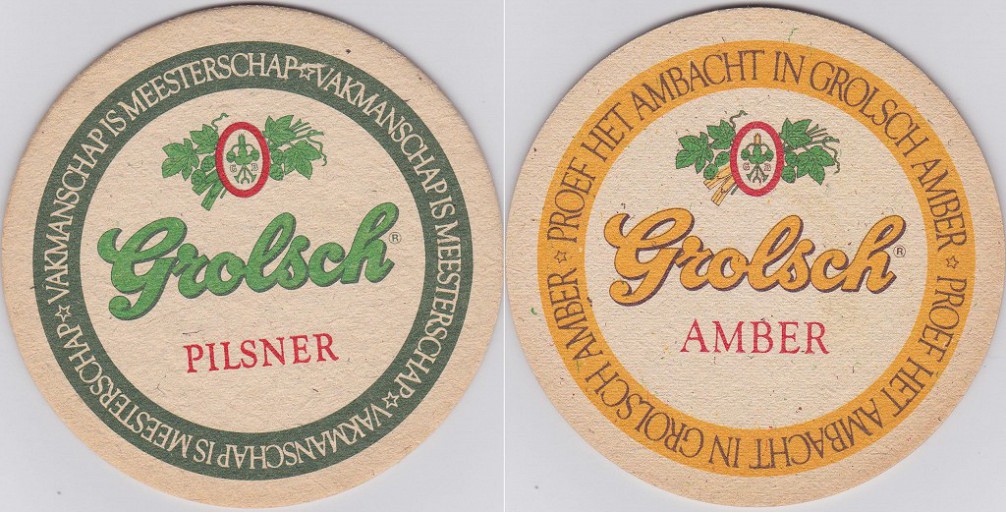 VAKMANSCHAP IS MEESTERSCHAP ☆ VAKMANSCHAP IS MEESTERSCHAP ☆ VAKMANSCHAP IS MEESTERSCHAP ☆
Grolsch®
PILSNER
PROEF HET AMBACHT IN GROLSCH AMBER ☆ PROEF HET AMBACHT IN GROLSCH AMBER ☆
Grolsch®
AMBER